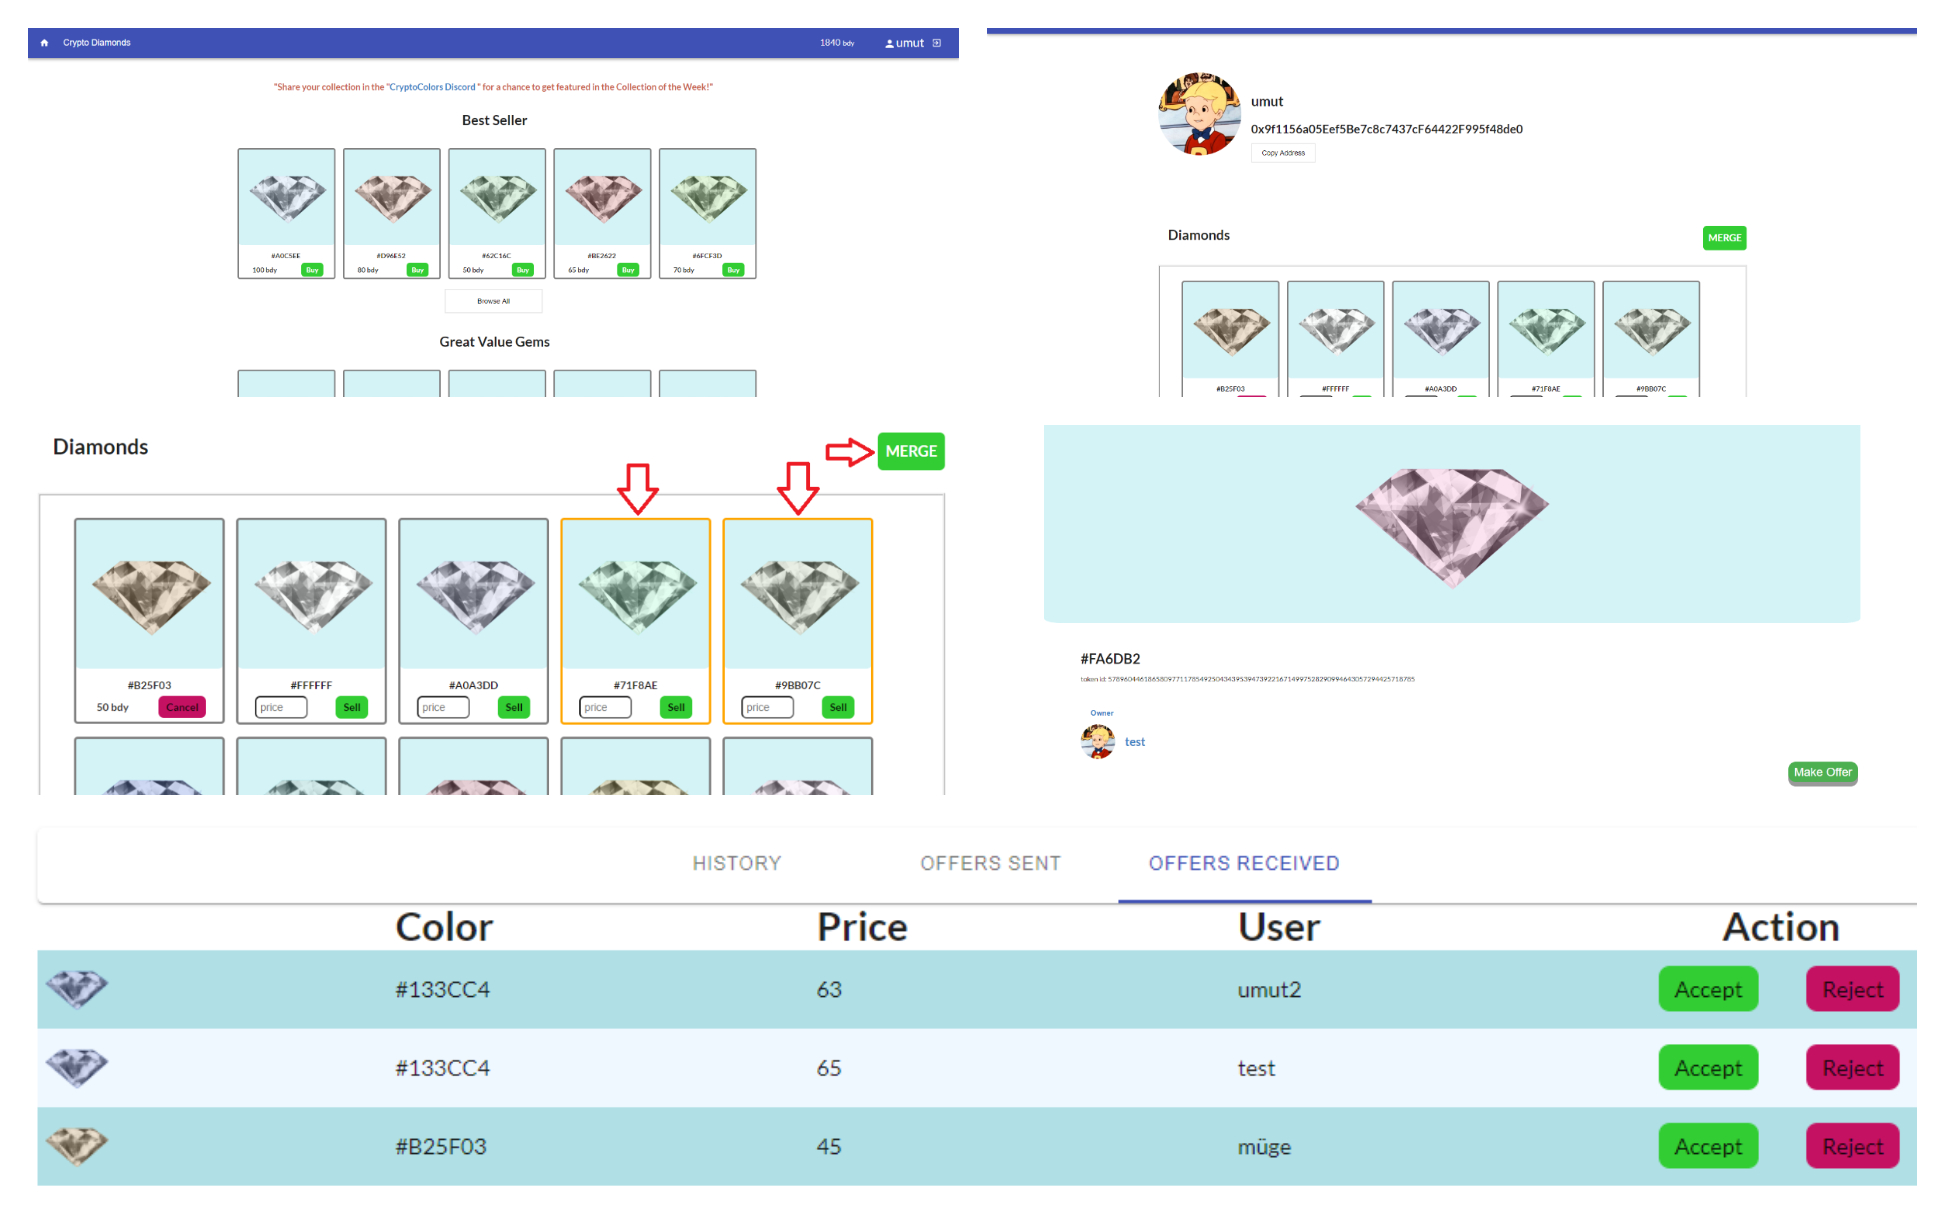 Crypto Diamonds 1840 bdy umut
"Share your collection in the "CryptoColors Discord " for a chance to get featured in the Collection of the Week!"
Best Seller
#A0C5EE #D96E52 #62C16C #BE2622 #6FCF3D
100 bdy Buy 80 bdy Buy 50 bdy Buy 65 bdy Buy 70 bdy Buy
Browse All
Great Value Gems
umut
0x9f1156a05Eef5Be7c8c7437cF64422F995f48de0
Copy Address
Diamonds MERGE
#B25F03 #FFFFFF #A0A3DD #71F8AE #9BB07C
Diamonds MERGE
#B25F03 #FFFFFF #A0A3DD #71F8AE #9BB07C
50 bdy Cancel price Sell price Sell price Sell price Sell
#FA6DB2
token id:
Owner
test
Make Offer
HISTORY OFFERS SENT OFFERS RECEIVED
Color Price User Action
#133CC4 63 umut2 Accept Reject
#133CC4 65 test Accept Reject
#B25F03 45 müge Accept Reject